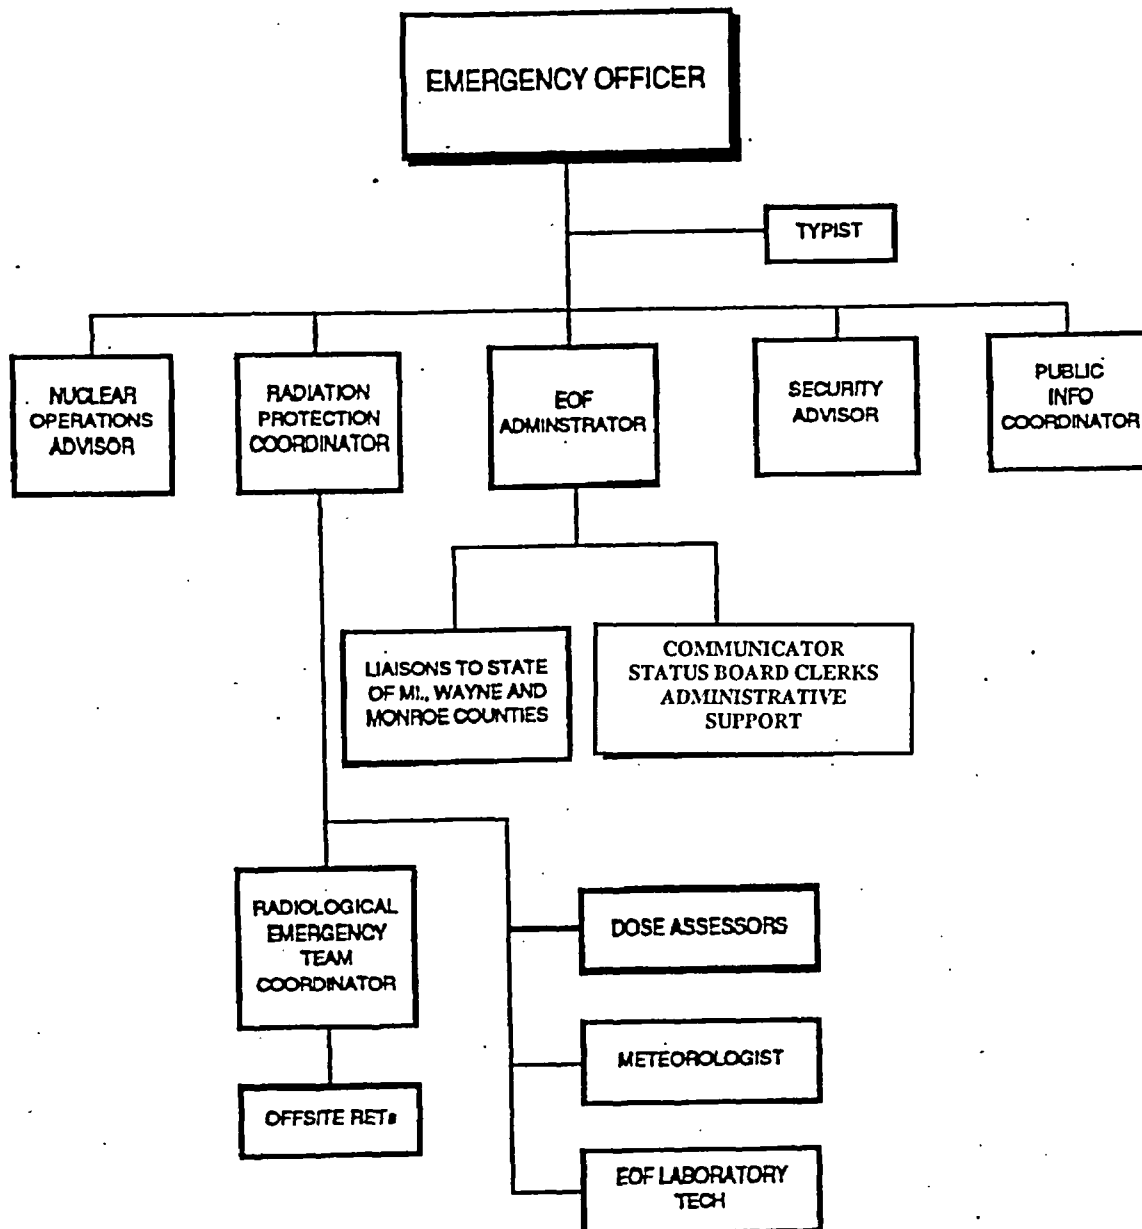 EMERGENCY OFFICER
TYPIST
NUCLEAR
OPERATIONS
ADVISOR
RADIATION
PROTECTION
COORDINATOR
EOF
ADMINSTRATOR
SECURITY
ADVISOR
PUBLIC
INFO
COORDINATOR
LIAISONS TO STATE
OF MI., WAYNE AND
MONROE COUNTIES
COMMUNICATOR
STATUS BOARD CLERKS
ADMINISTRATIVE
SUPPORT
RADIOLOGICAL
EMERGENCY
TEAM
COORDINATOR
OFFSITE RETs
DOSE ASSESSORS
METEOROLOGIST
EOF LABORATORY
TECH